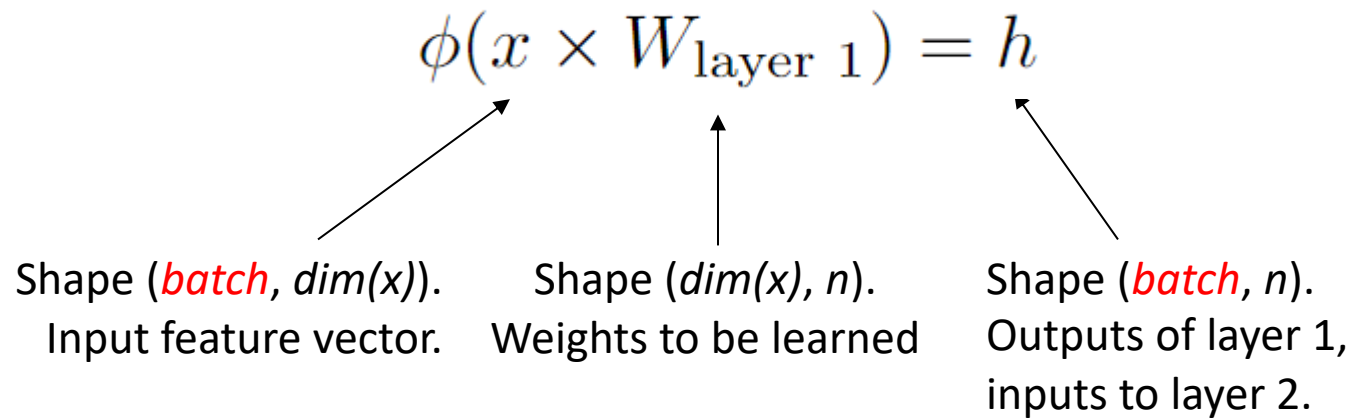 ϕ(x × W_layer 1) = h
Shape (batch, dim(x)). Shape (dim(x), n). Shape (batch, n).
Input feature vector. Weights to be learned Outputs of layer 1,
inputs to layer 2.